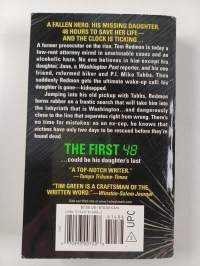 A FALLEN HERO. HIS MISSING DAUGHTER.
48 HOURS TO SAVE HER LIFE—
AND THE CLOCK IS TICKING...
A former prosecutor on the rise, Tom Redmon is today a
low-rent attorney mired in unwinnable cases and an
alcoholic haze. No one believes in him except his
daughter, Jane, a Washington Post reporter, and his one
friend, reformed biker and P.I. Mike Tubbs. Then
suddenly Redmon gets the ultimate wake-up call: his
daughter is gone—kidnapped.
Jumping into his old pickup with Tubbs, Redmon
burns rubber on a frantic search that will take him into
the labyrinth that is Washington...and dangerously
close to the line that separates right from wrong. There's
no time for mistakes: as an ex-cop, he knows that
victims have only two days to be rescued before they're
found dead.
THE FIRST 48
...could be his daughter's last
"A TOP-NOTCH WRITER."
—Tampa Tribune-Times
"TIM GREEN IS A CRAFTSMAN OF THE
WRITTEN WORD." —Winston-Salem Journal
UPC